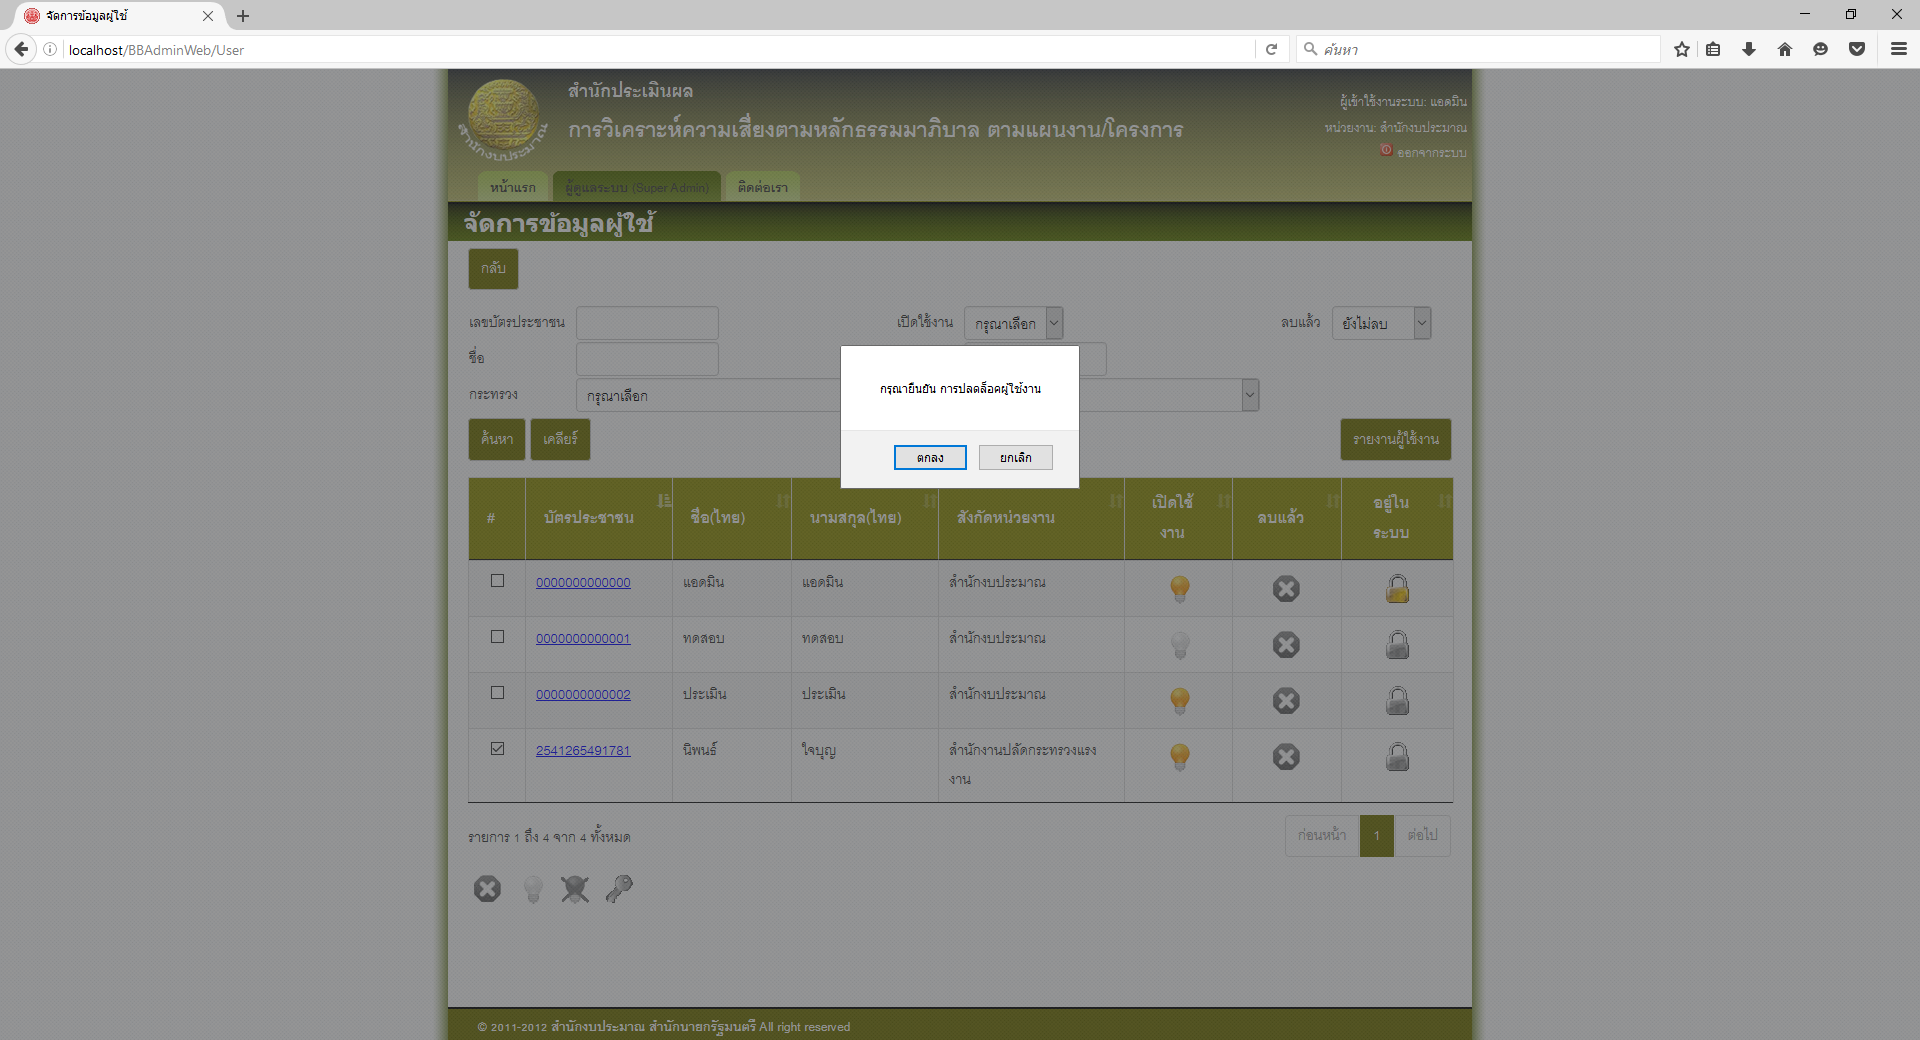 จัดการข้อมูลผู้ใช้
localhost/BBAdminWeb/User
ค้นหา
สำนักงบประมาณ
สำนักประเมินผล
การวิเคราะห์ความเสี่ยงตามหลักธรรมมาภิบาล ตามแผนงาน/โครงการ
ผู้เข้าใช้งานระบบ: แอดมิน
หน่วยงาน: สำนักงบประมาณ
ออกจากระบบ
หน้าแรก ผู้ดูแลระบบ (Super Admin) ติดต่อเรา
จัดการข้อมูลผู้ใช้
กลับ
เลขบัตรประชาชน เปิดใช้งาน กรุณาเลือก ลบแล้ว ยังไม่ลบ
ชื่อ
กระทรวง กรุณาเลือก
กรุณายืนยัน การปลดล็อคผู้ใช้งาน
ตกลง ยกเลิก
ค้นหา เคลียร์ รายงานผู้ใช้งาน
# บัตรประชาชน ชื่อ(ไทย) นามสกุล(ไทย) สังกัดหน่วยงาน เปิดใช้งาน ลบแล้ว อยู่ในระบบ
0000000000000 แอดมิน แอดมิน สำนักงบประมาณ
0000000000001 ทดสอบ ทดสอบ สำนักงบประมาณ
0000000000002 ประเมิน ประเมิน สำนักงบประมาณ
2541265491781 นิพนธ์ ใจบุญ สำนักงานปลัดกระทรวงแรง
งาน
รายการ 1 ถึง 4 จาก 4 ทั้งหมด
ก่อนหน้า 1 ต่อไป
© 2011-2012 สำนักงบประมาณ สำนักนายกรัฐมนตรี All right reserved